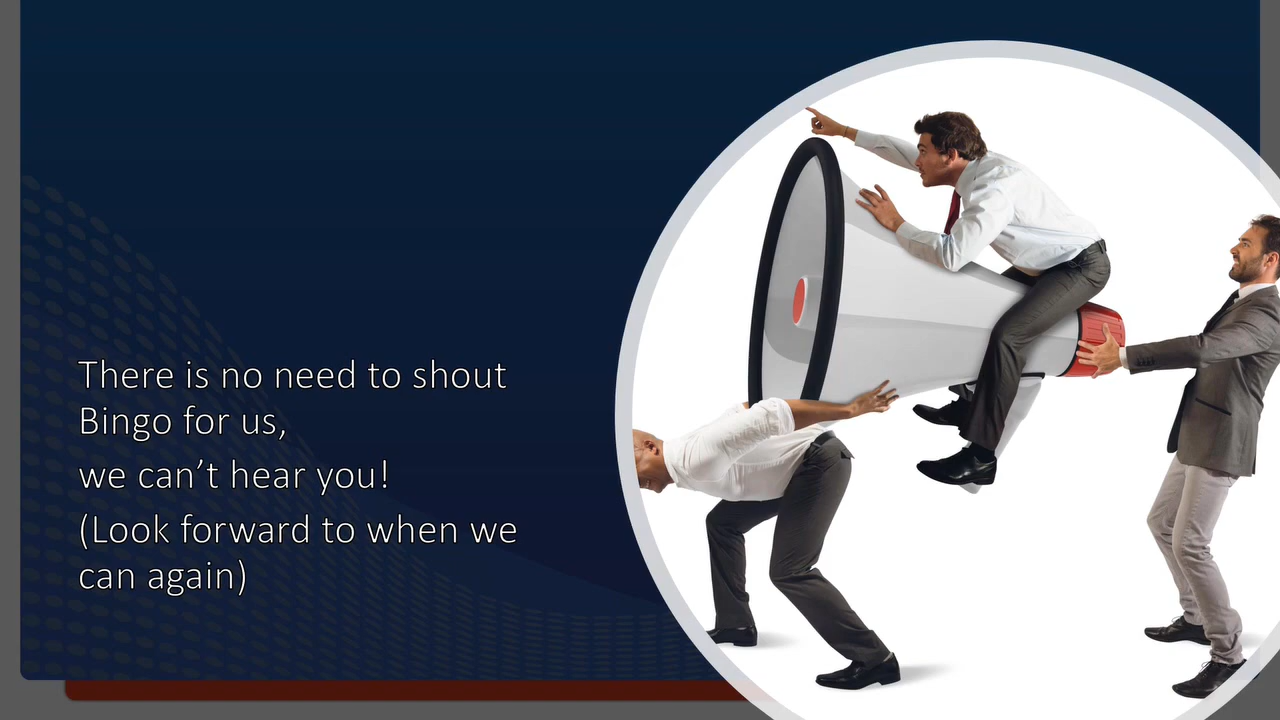 There is no need to shout
Bingo for us,
we can’t hear you!
(Look forward to when we
can again)